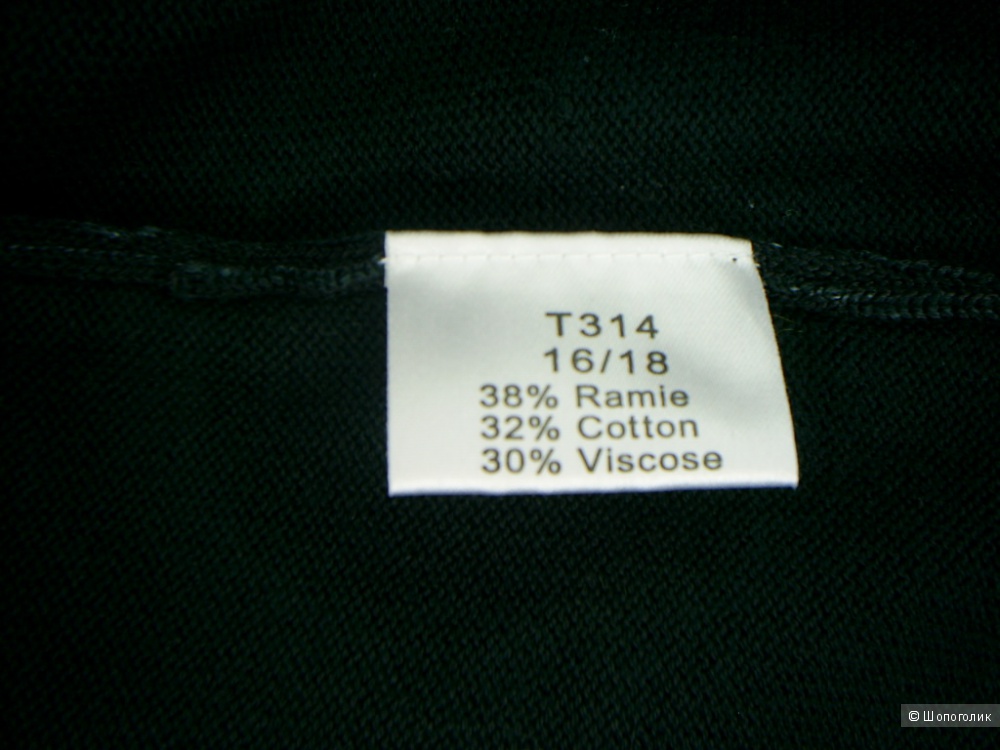 T314
16/18
38% Ramie
32% Cotton
30% Viscose
© Шопоголик